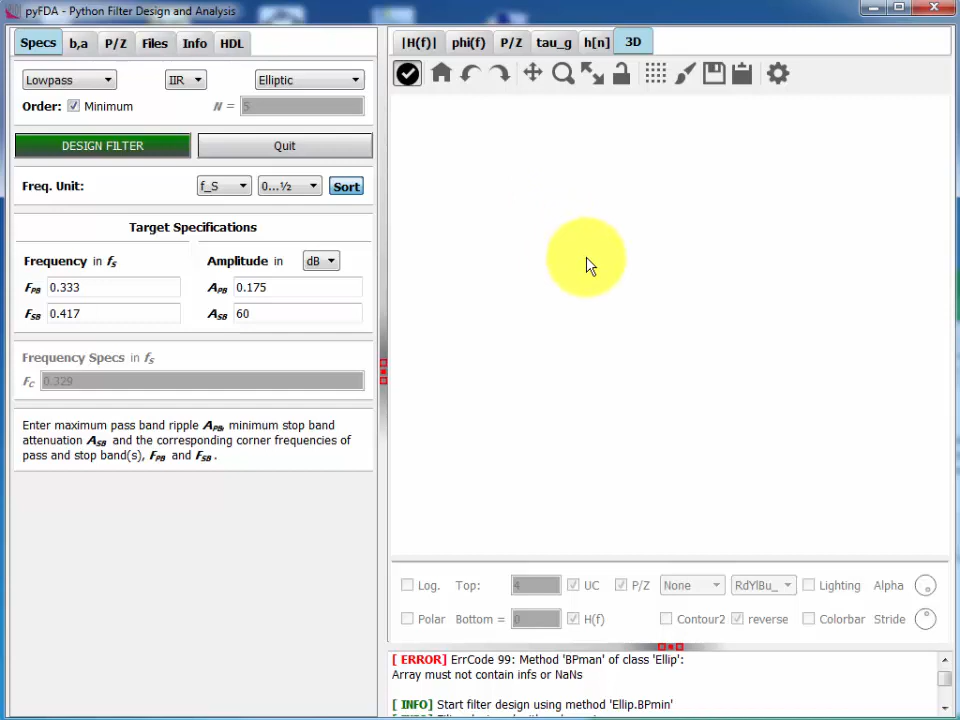 pyFDA - Python Filter Design and Analysis
Specs b,a P/Z Files Info HDL
|H(f)| phi(f) P/Z tau_g h[n] 3D
Lowpass IIR Elliptic
Order: Minimum N = 5
DESIGN FILTER Quit
Freq. Unit: f_S 0...½ Sort
Target Specifications
Frequency in fS Amplitude in dB
FPB 0.333 APB 0.175
FSB 0.417 ASB 60
Frequency Specs in fS
FC 0.329
Enter maximum pass band ripple APB, minimum stop band
attenuation ASB and the corresponding corner frequencies of
pass and stop band(s), FPB and FSB .
Log. Top: 4 UC P/Z None RdYlBu_ Lighting Alpha
Polar Bottom = 0 H(f) Contour2 reverse Colorbar Stride
[ ERROR] ErrCode 99: Method 'BPman' of class 'Ellip':
Array must not contain infs or NaNs
[ INFO] Start filter design using method 'Ellip.BPmin'